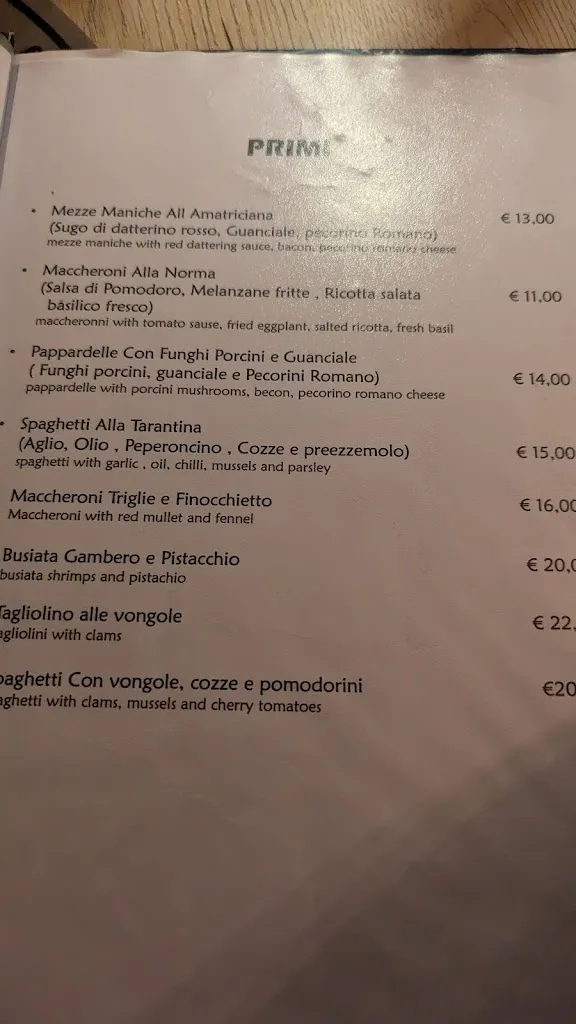 PRIMI
• Mezze Maniche All Amatriciana € 13,00
(Sugo di datterino rosso, Guanciale, pecorino Romano)
mezze maniche with red dattering sauce, bacon, pecorino romano cheese
• Maccheroni Alla Norma
(Salsa di Pomodoro, Melanzane fritte , Ricotta salata € 11,00
básilico fresco)
maccheronni with tomato sause, fried eggplant, salted ricotta, fresh basil
• Pappardelle Con Funghi Porcini e Guanciale
( Funghi porcini, guanciale e Pecorini Romano) € 14,00
pappardelle with porcini mushrooms, becon, pecorino romano cheese
• Spaghetti Alla Tarantina
(Aglio, Olio , Peperoncino , Cozze e preezzemolo) € 15,00
spaghetti with garlic , oil, chilli, mussels and parsley
Maccheroni Triglie e Finocchietto € 16,00
Maccheroni with red mullet and fennel
Busiata Gambero e Pistacchio € 20,0
busiata shrimps and pistachio
Tagliolino alle vongole € 22,
agliolini with clams
paghetti Con vongole, cozze e pomodorini €20
aghetti with clams, mussels and cherry tomatoes